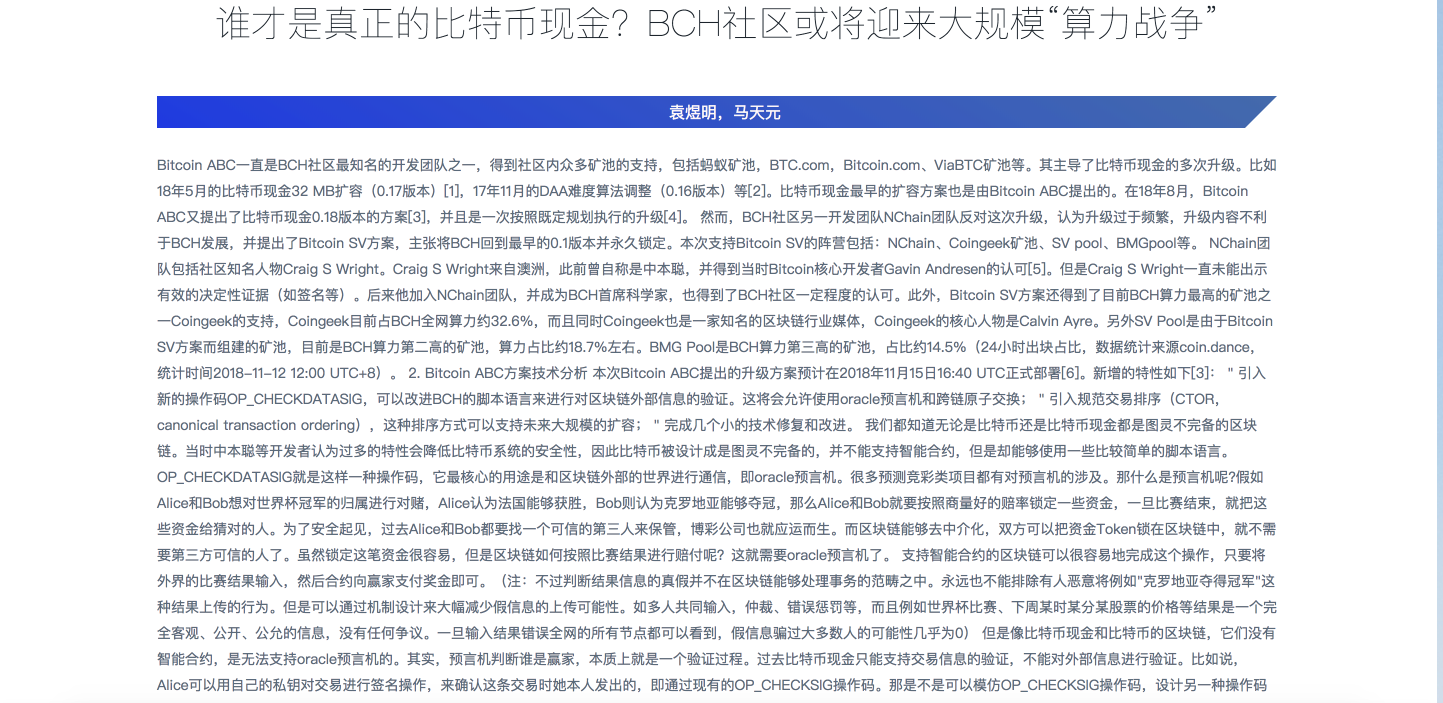 谁才是真正的比特币现金？BCH社区或将迎来大规模“算力战争”
袁煜明，马天元
Bitcoin ABC一直是BCH社区最知名的开发团队之一，得到社区内众多矿池的支持，包括蚂蚁矿池，BTC.com，Bitcoin.com、ViaBTC矿池等。其主导了比特币现金的多次升级。比如
18年5月的比特币现金32 MB扩容（0.17版本）[1]，17年11月的DAA难度算法调整（0.16版本）等[2]。比特币现金最早的扩容方案也是由Bitcoin ABC提出的。在18年8月，Bitcoin
ABC又提出了比特币现金0.18版本的方案[3]，并且是一次按照既定规划执行的升级[4]。 然而，BCH社区另一开发团队NChain团队反对这次升级，认为升级过于频繁，升级内容不利
于BCH发展，并提出了Bitcoin SV方案，主张将BCH回到最早的0.1版本并永久锁定。本次支持Bitcoin SV的阵营包括：NChain、Coingeek矿池、SV pool、BMGpool等。 NChain团
队包括社区知名人物Craig S Wright。Craig S Wright来自澳洲，此前曾自称是中本聪，并得到当时Bitcoin核心开发者Gavin Andresen的认可[5]。但是Craig S Wright一直未能出示
有效的决定性证据（如签名等）。后来他加入NChain团队，并成为BCH首席科学家，也得到了BCH社区一定程度的认可。此外，Bitcoin SV方案还得到了目前BCH算力最高的矿池之
一Coingeek的支持，Coingeek目前占BCH全网算力约32.6%，而且同时Coingeek也是一家知名的区块链行业媒体，Coingeek的核心人物是Calvin Ayre。另外SV Pool是由于Bitcoin
SV方案而组建的矿池，目前是BCH算力第二高的矿池，算力占比约18.7%左右。BMG Pool是BCH算力第三高的矿池，占比约14.5%（24小时出块占比，数据统计来源coin.dance，
统计时间2018-11-12 12:00 UTC+8）。 2. Bitcoin ABC方案技术分析 本次Bitcoin ABC提出的升级方案预计在2018年11月15日16:40 UTC正式部署[6]。新增的特性如下[3]： " 引入
新的操作码OP_CHECKDATASIG，可以改进BCH的脚本语言来进行对区块链外部信息的验证。这将会允许使用oracle预言机和跨链原子交换； " 引入规范交易排序（CTOR，
canonical transaction ordering），这种排序方式可以支持未来大规模的扩容； " 完成几个小的技术修复和改进。 我们都知道无论是比特币还是比特币现金都是图灵不完备的区块
链。当时中本聪等开发者认为过多的特性会降低比特币系统的安全性，因此比特币被设计成是图灵不完备的，并不能支持智能合约，但是却能够使用一些比较简单的脚本语言。
OP_CHECKDATASIG就是这样一种操作码，它最核心的用途是和区块链外部的世界进行通信，即oracle预言机。很多预测竞彩类项目都有对预言机的涉及。那什么是预言机呢?假如
Alice和Bob想对世界杯冠军的归属进行对赌，Alice认为法国能够获胜，Bob则认为克罗地亚能够夺冠，那么Alice和Bob就要按照商量好的赔率锁定一些资金，一旦比赛结束，就把这
些资金给猜对的人。为了安全起见，过去Alice和Bob都要找一个可信的第三人来保管，博彩公司也就应运而生。而区块链能够去中介化，双方可以把资金Token锁在区块链中，就不需
要第三方可信的人了。虽然锁定这笔资金很容易，但是区块链如何按照比赛结果进行赔付呢？这就需要oracle预言机了。 支持智能合约的区块链可以很容易地完成这个操作，只要将
外界的比赛结果输入，然后合约向赢家支付奖金即可。（注：不过判断结果信息的真假并不在区块链能够处理事务的范畴之中。永远也不能排除有人恶意将例如"克罗地亚夺得冠军"这
种结果上传的行为。但是可以通过机制设计来大幅减少假信息的上传可能性。如多人共同输入，仲裁、错误惩罚等，而且例如世界杯比赛、下周某时某分某股票的价格等结果是一个完
全客观、公开、公允的信息，没有任何争议。一旦输入结果错误全网的所有节点都可以看到，假信息骗过大多数人的可能性几乎为0） 但是像比特币现金和比特币的区块链，它们没有
智能合约，是无法支持oracle预言机的。其实，预言机判断谁是赢家，本质上就是一个验证过程。过去比特币现金只能支持交易信息的验证，不能对外部信息进行验证。比如说，
Alice可以用自己的私钥对交易进行签名操作，来确认这条交易时她本人发出的，即通过现有的OP_CHECKSIG操作码。那是不是可以模仿OP_CHECKSIG操作码，设计另一种操作码